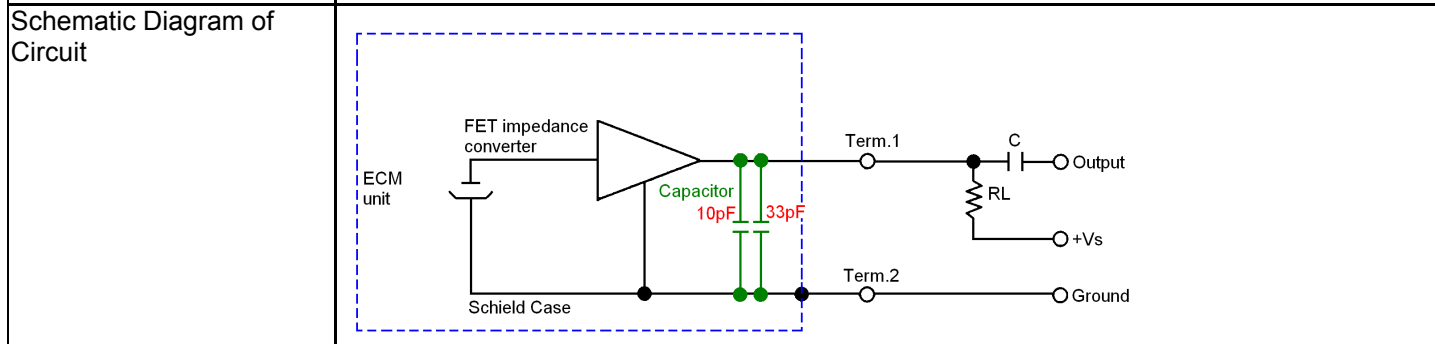 Schematic Diagram of
Circuit
FET impedance
converter
ECM
unit
Capacitor
10pF
33pF
Schield Case
Term.1
C
Output
RL
+Vs
Term.2
Ground